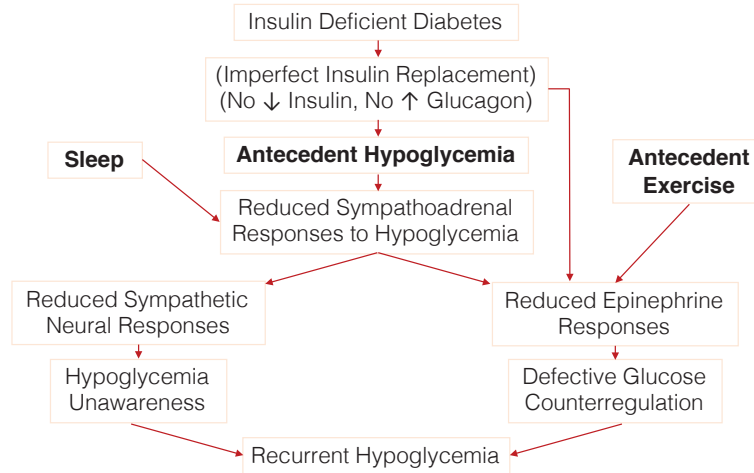 Insulin Deficient Diabetes
(Imperfect Insulin Replacement)
(No ↓ Insulin, No ↑ Glucagon)
Sleep
Antecedent Hypoglycemia
Antecedent
Exercise
Reduced Sympathoadrenal
Responses to Hypoglycemia
Reduced Sympathetic
Neural Responses
Reduced Epinephrine
Responses
Hypoglycemia
Unawareness
Defective Glucose
Counterregulation
Recurrent Hypoglycemia